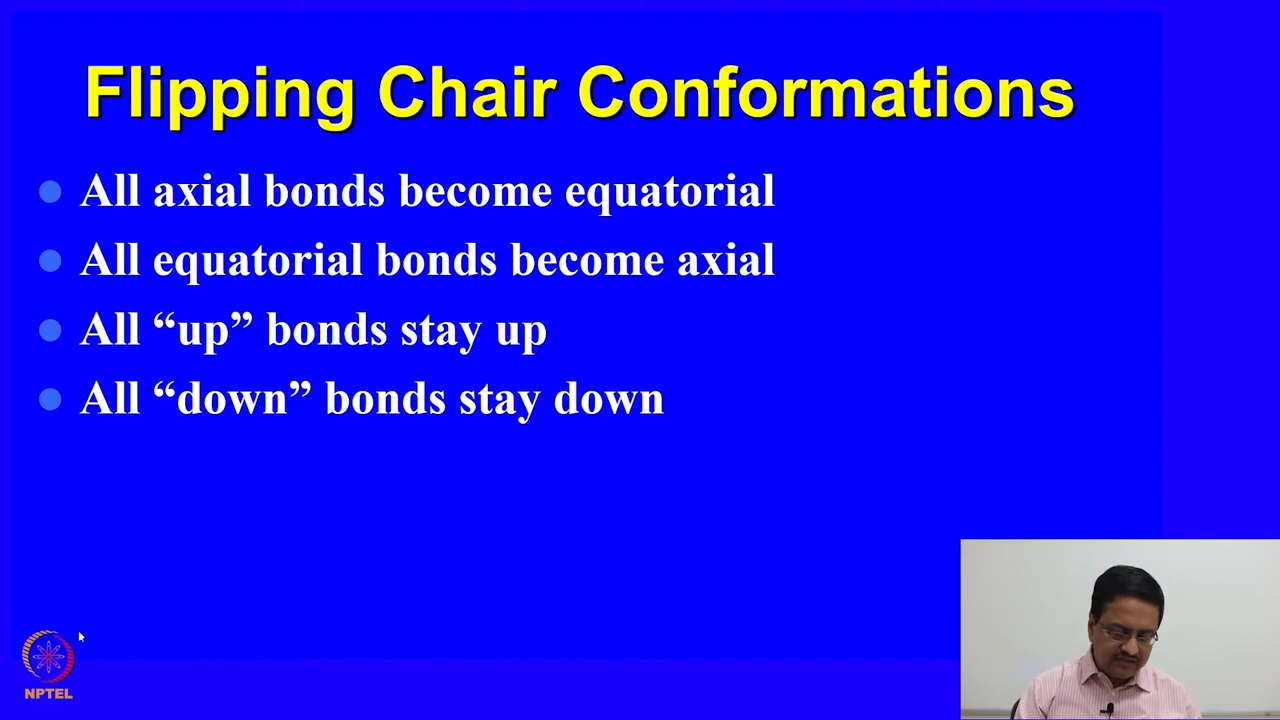 Flipping Chair Conformations
All axial bonds become equatorial
All equatorial bonds become axial
All “up” bonds stay up
All “down” bonds stay down
NPTEL